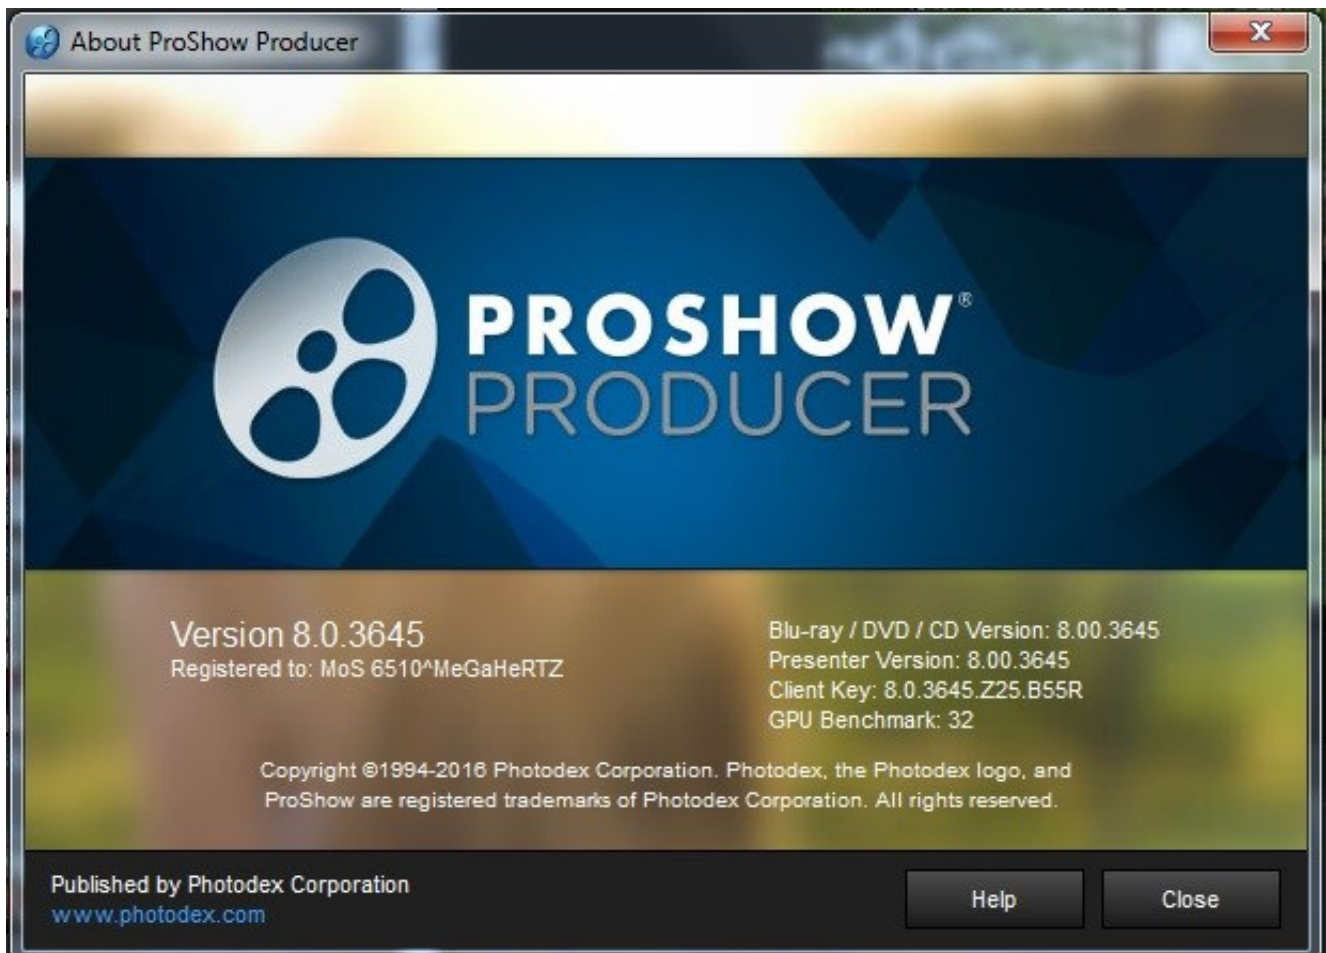 About ProShow Producer
PROSHOW®
PRODUCER
Version 8.0.3645
Registered to: MoS 6510^MeGaHeRTZ
Blu-ray / DVD / CD Version: 8.00.3645
Presenter Version: 8.00.3645
Client Key: 8.0.3645.Z25.B55R
GPU Benchmark: 32
Copyright ©1994-2016 Photodex Corporation. Photodex, the Photodex logo, and
ProShow are registered trademarks of Photodex Corporation. All rights reserved.
Published by Photodex Corporation
www.photodex.com
Help
Close